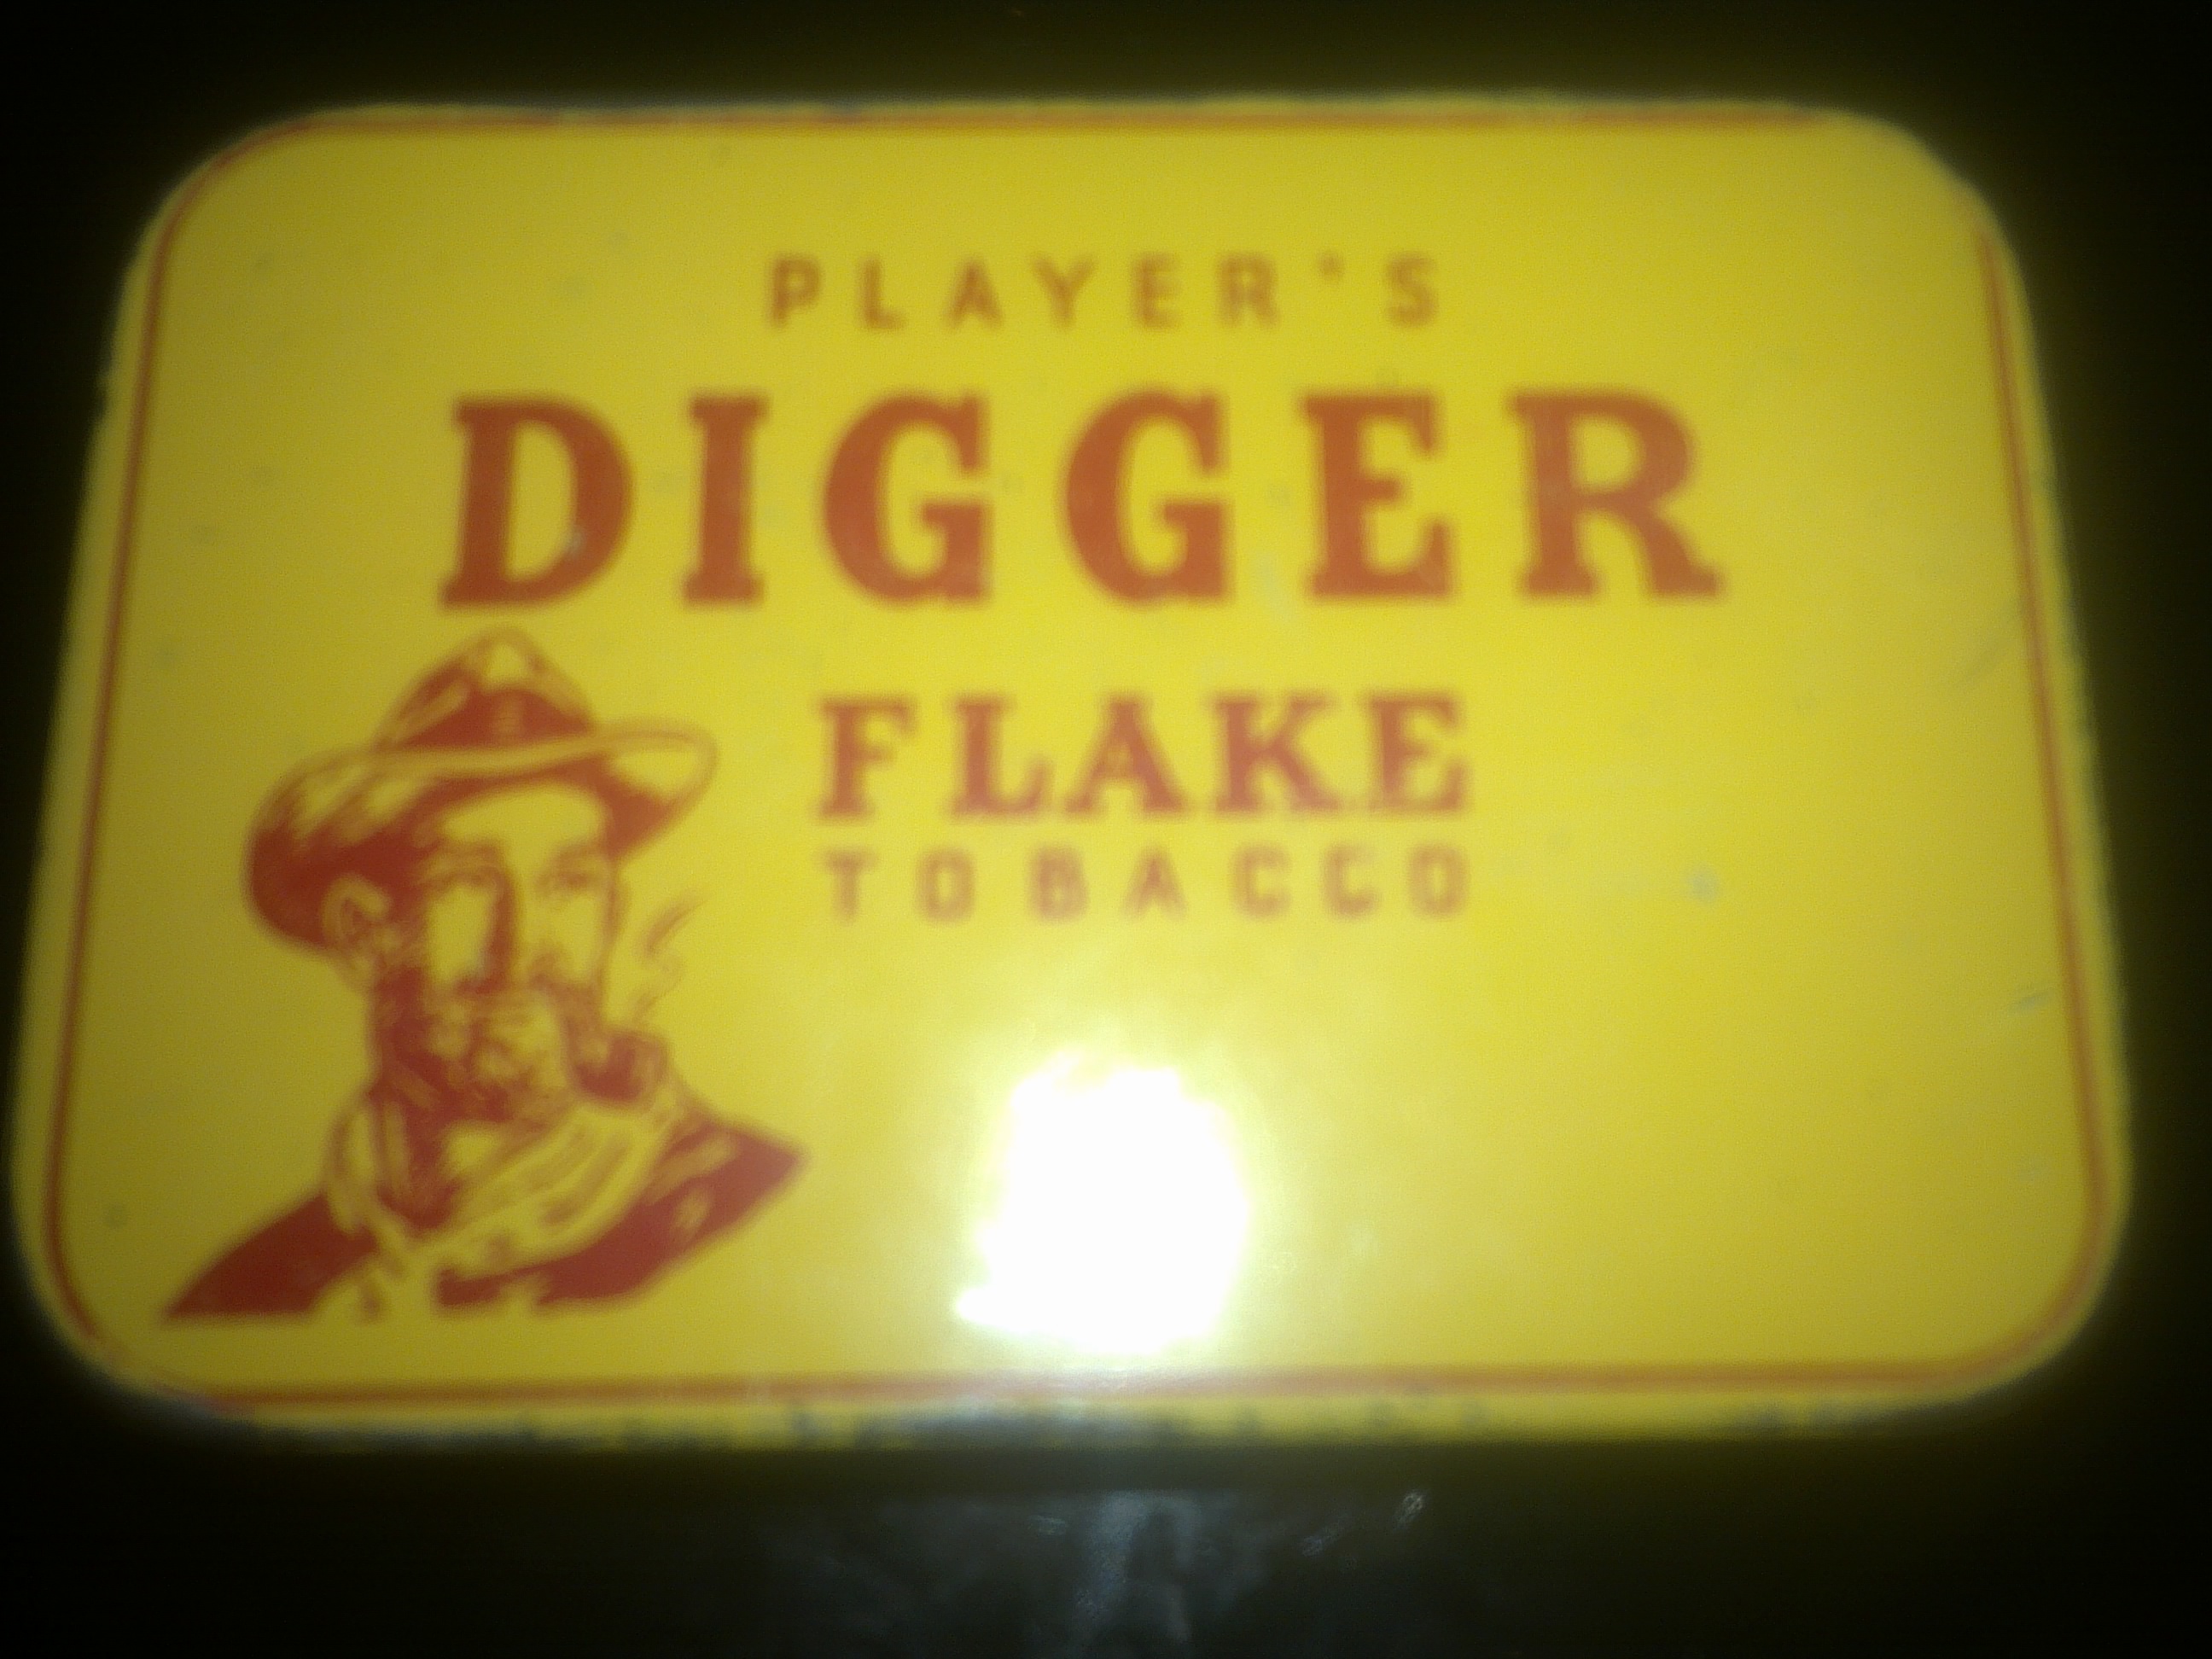 PLAYER'S
DIGGER
FLAKE
TOBACCO